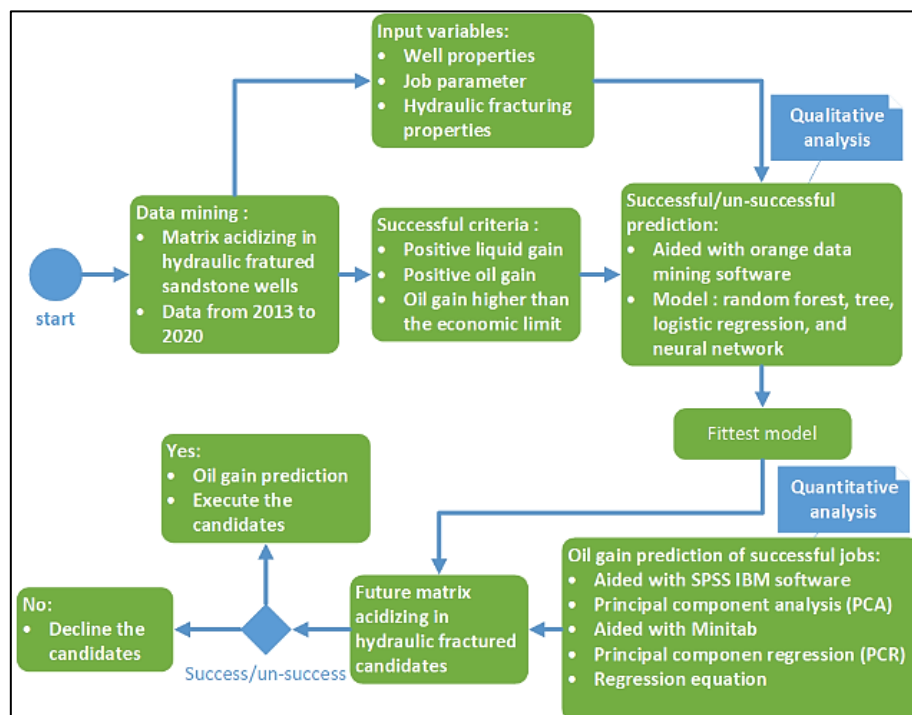 Input variables:
• Well properties
• Job parameter
• Hydraulic fracturing
properties
Qualitative
analysis
Data mining :
• Matrix acidizing in
hydraulic fratured
sandstone wells
• Data from 2013 to
2020
Successful criteria :
• Positive liquid gain
• Positive oil gain
• Oil gain higher than
the economic limit
Successful/un-successful
prediction:
• Aided with orange data
mining software
• Model : random forest, tree,
logistic regression, and
neural network
start
Fittest model
Yes:
• Oil gain prediction
• Execute the
candidates
Quantitative
analysis
Oil gain prediction of successful jobs:
• Aided with SPSS IBM software
• Principal component analysis (PCA)
• Aided with Minitab
• Principal componen regression (PCR)
• Regression equation
Future matrix
acidizing in
hydraulic fractured
candidates
No:
• Decline the
candidates
Success/un-success